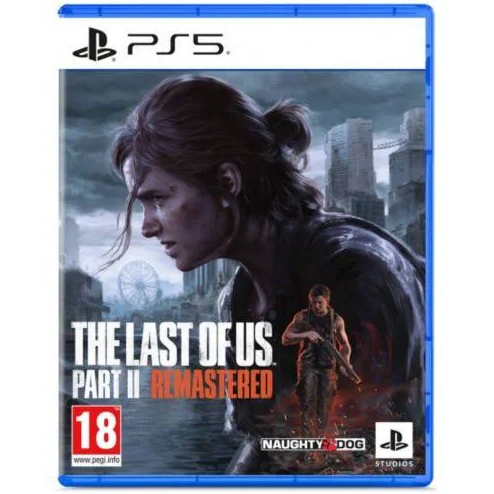 PS5
THE LAST OF US
PART II REMASTERED
18
www.pegi.info
NAUGHTY DOG
STUDIOS